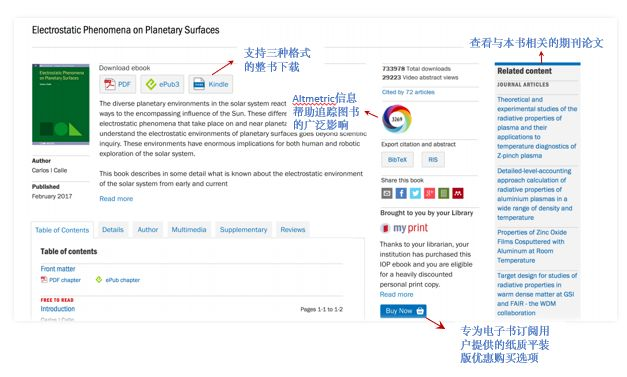 Electrostatic Phenomena on Planetary Surfaces
支持三种格式
的整书下载
查看与本书相关的期刊论文
Download ebook
PDF
ePub3
Kindle
The diverse planetary environments in the solar system react
ways to the encompassing influence of the Sun. These differe
electrostatic phenomena that take place on and near planeta
understand the electrostatic environments of planetary surfaces goes beyond scientific
inquiry. These environments have enormous implications for both human and robotic
exploration of the solar system.
This book describes in some detail what is known about the electrostatic environment
of the solar system from early and current
Read more
Altmetric信息
帮助追踪图书
的广泛影响
Author
Carlos I Calle
Published
February 2017
733978 Total downloads
29223 Video abstract views
Cited by 72 articles
3269
Export citation and abstract
BibTeX
RIS
Share this book
Brought to you by your Library
my print
Thanks to your librarian, your
institution has purchased this
IOP ebook and you are eligible
for a heavily discounted
personal print copy.
Read more
Buy Now
Related content
JOURNAL ARTICLES
Theoretical and
experimental studies of the
radiative properties of
plasma and their
applications to
temperature diagnostics of
Z-pinch plasma
Detailed-level-accounting
approach calculation of
radiative properties of
aluminium plasmas in a
wide range of density and
temperature
Properties of Zinc Oxide
Films Cosputtered with
Aluminum at Room
Temperature
Target design for studies of
radiative properties in
warm dense matter at GSI
and FAIR - the WDM
collaboration
Table of Contents
Details
Author
Multimedia
Supplementary
Reviews
Table of contents
Front matter
PDF chapter
ePub chapter
FREE TO READ
Introduction
Pages 1-1 to 1-2
Carlos I Calle
专为电子书订阅用
户提供的纸质平装
版优惠购买选项